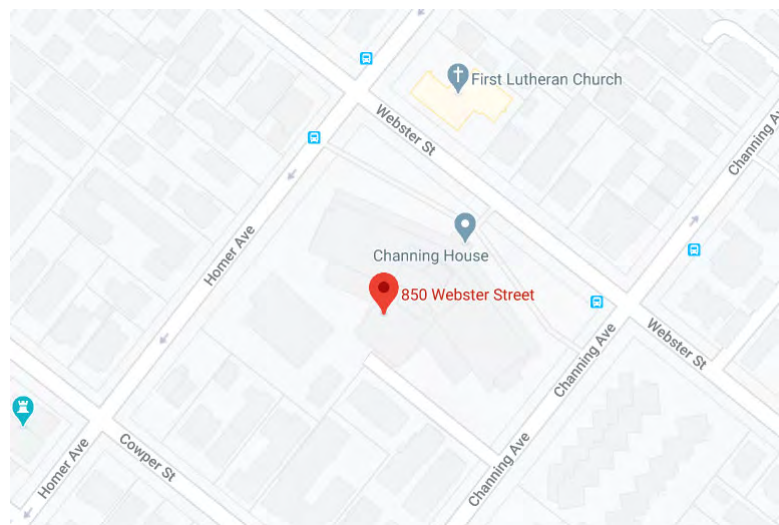 First Lutheran Church
Webster St
Channing Av
Channing House
Homer Ave
850 Webster Street
Webster St
Channing Ave
Cowper St
Homer Ave
Channing Ave